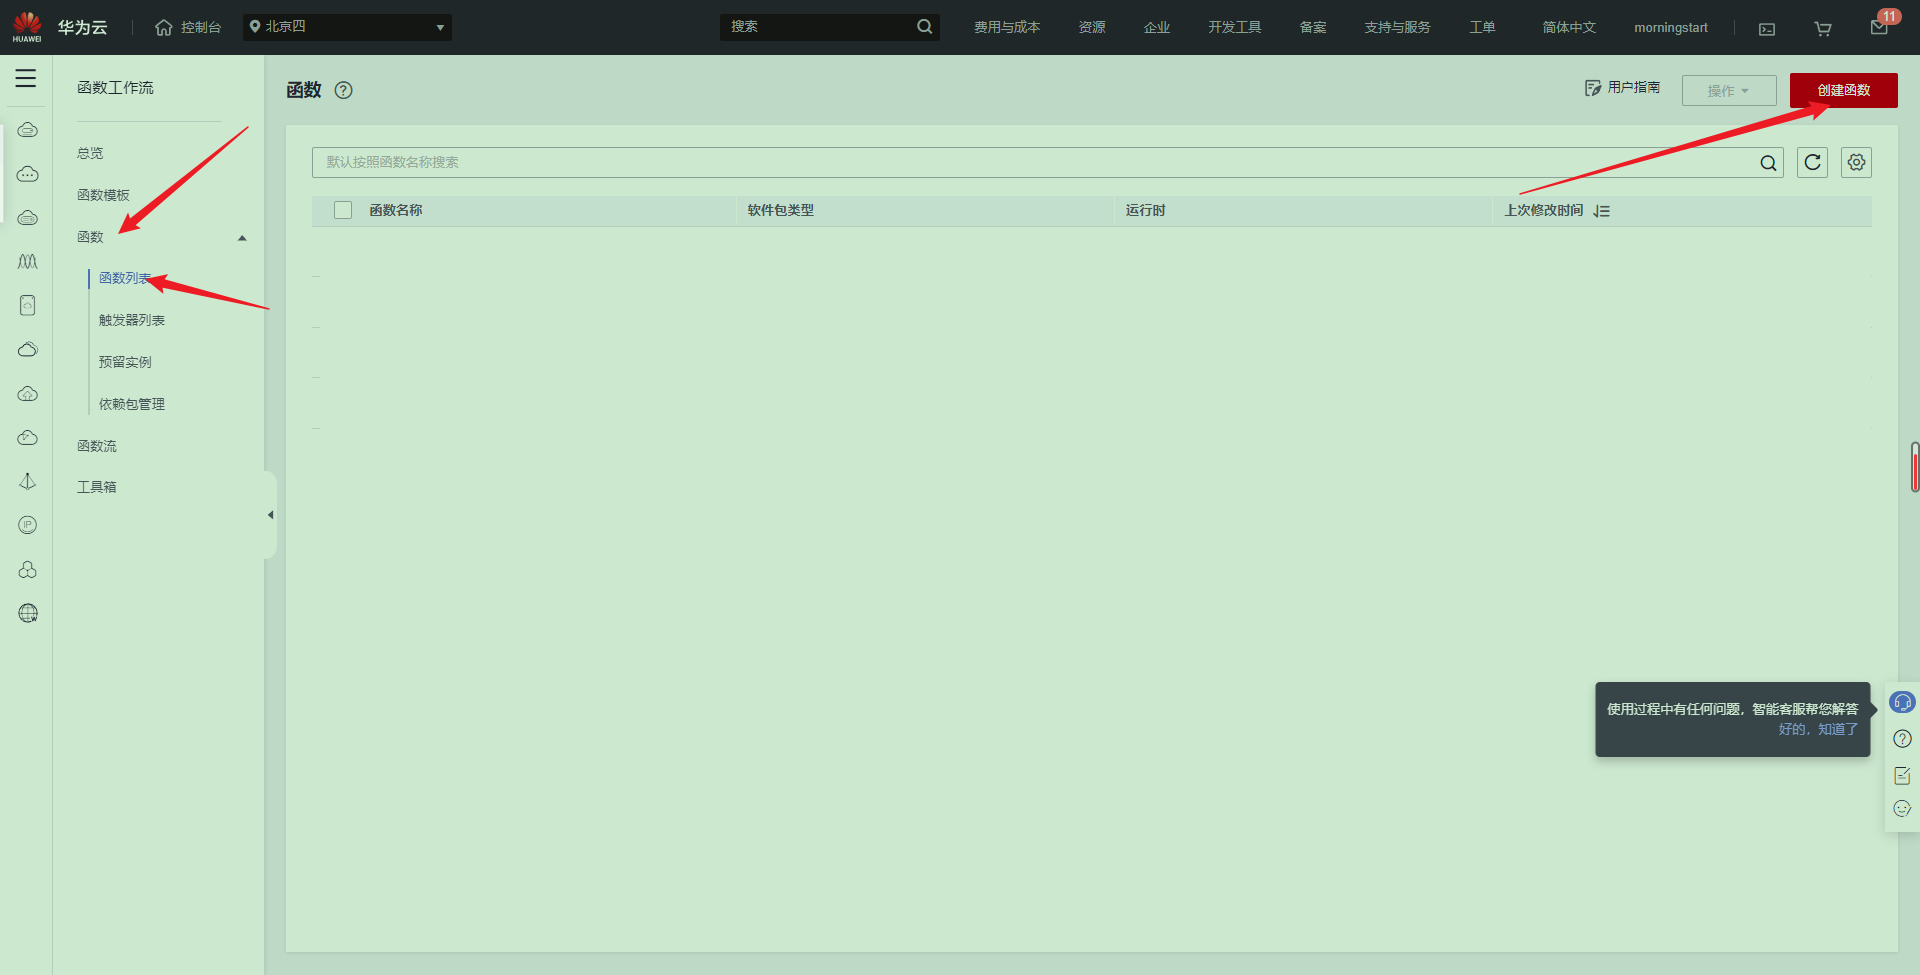 HUAWEI
华为云
控制台
北京四
搜索
费用与成本
资源
企业
开发工具
备案
支持与服务
工单
简体中文
morningstart
11
函数工作流
总览
函数模板
函数
函数列表
触发器列表
预留实例
依赖包管理
函数流
工具箱
IP
函数
用户指南
操作
创建函数
默认按照函数名称搜索
函数名称
软件包类型
运行时
上次修改时间
使用过程中有任何问题，智能客服帮您解答
好的，知道了